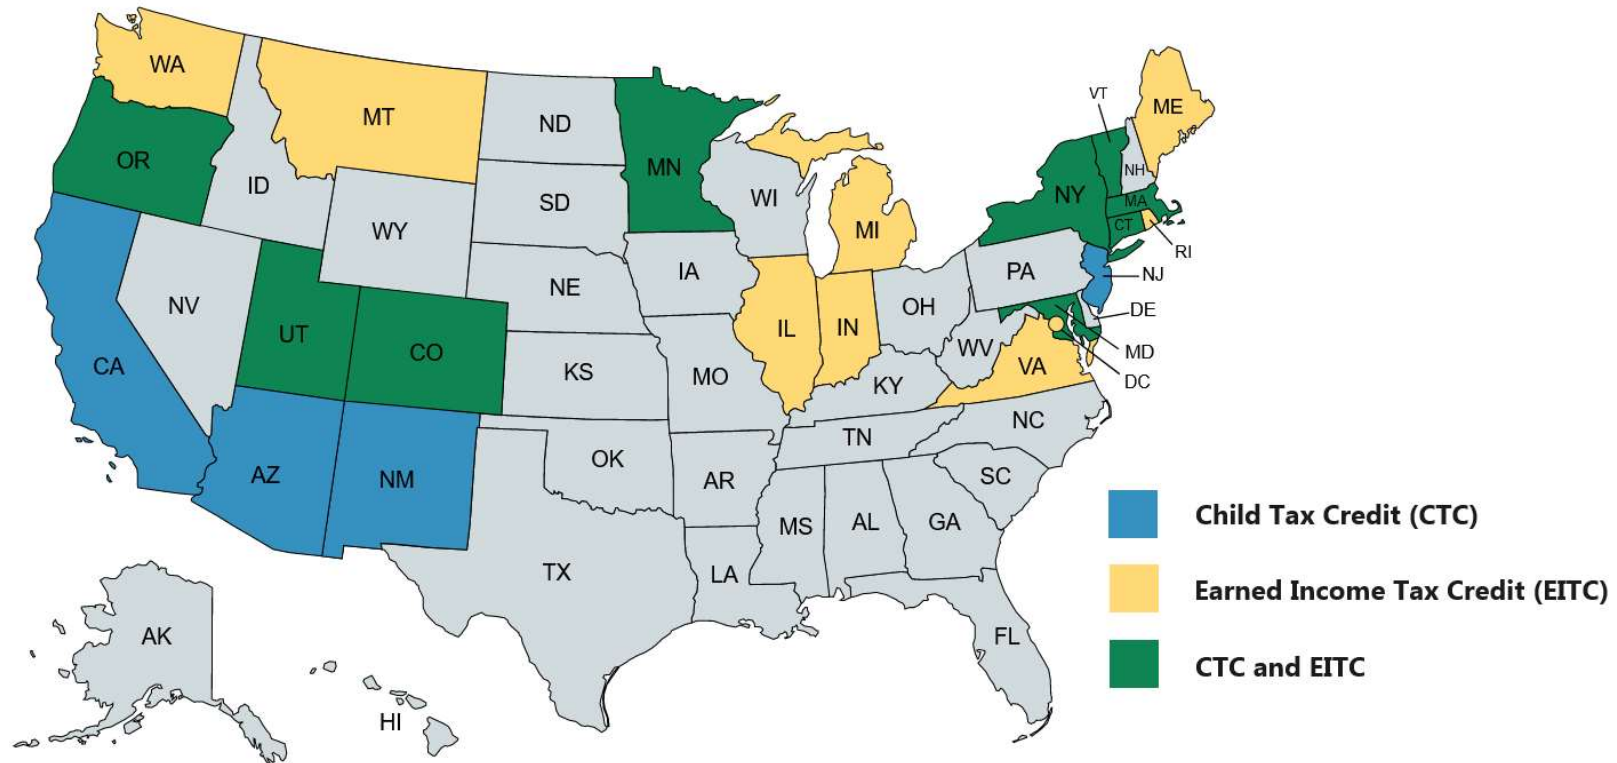 WA
MT
ND
MN
ME
VT
OR
ID
SD
WI
NH
NY
MA
CT
RI
WY
MI
IA
PA
NJ
NE
OH
DE
NV
UT
IL
IN
MD
DC
CO
WV
VA
CA
KS
MO
KY
NC
TN
AZ
NM
OK
AR
SC
MS
AL
GA
TX
LA
FL
AK
HI
Child Tax Credit (CTC)
Earned Income Tax Credit (EITC)
CTC and EITC